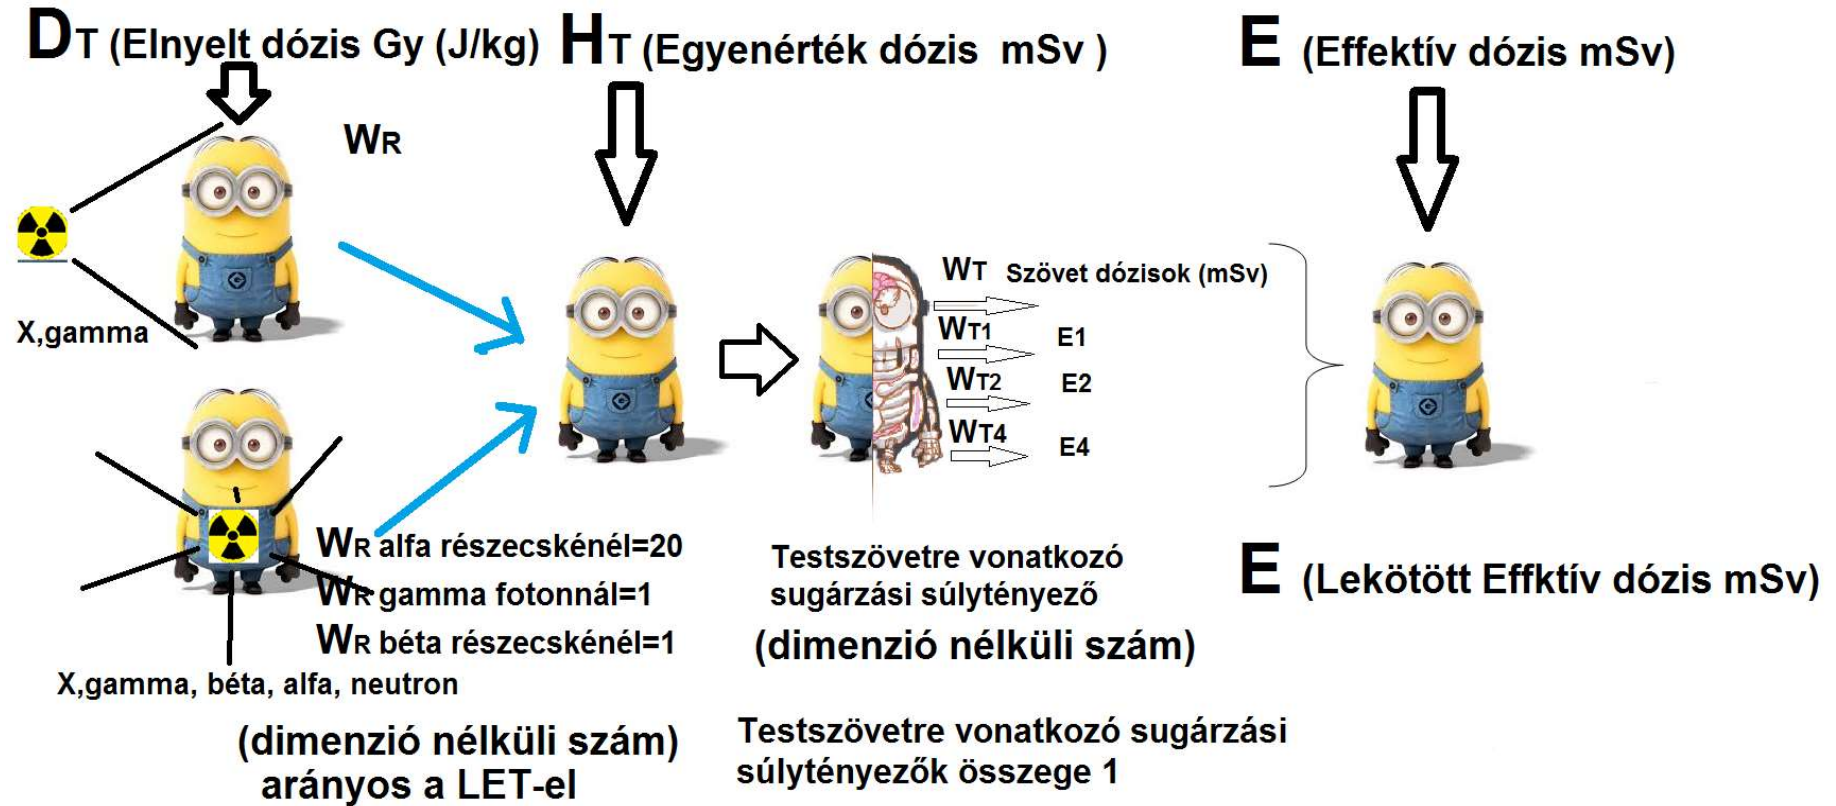 DT (Elnyelt dózis Gy (J/kg)
HT (Egyenérték dózis mSv )
E (Effektív dózis mSv)
WR
X,gamma
WT Szövet dózisok (mSv)
WT1 E1
WT2 E2
WT4 E4
WR alfa részecskénél=20
WR gamma fotonnál=1
WR béta részecskénél=1
X,gamma, béta, alfa, neutron
(dimenzió nélküli szám)
arányos a LET-el
Testszövetre vonatkozó
sugárzási súlytényező
(dimenzió nélküli szám)
Testszövetre vonatkozó sugárzási
súlytényezők összege 1
E (Lekötött Effktív dózis mSv)